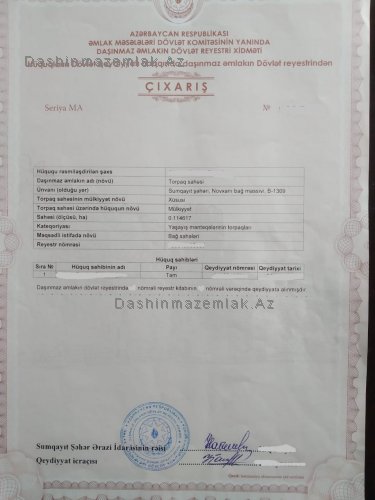 AZƏRBAYCAN RESPUBLİKASI
ƏMLAK MƏSƏLƏLƏRİ DÖVLƏT KOMİTƏSİNİN YANINDA
DAŞINMAZ ƏMLAKIN DÖVLƏT REYESTRİ XİDMƏTİ
Dashinmazemlak.Az
daşınmaz əmlakın Dövlət reyestrindən
ÇIXARIŞ
Seriya MA №
Hüququ rəsmiləşdirilən şəxs
Daşınmaz əmlakın adı (növü) Torpaq sahəsi
Ünvanı (olduğu yer) Sumqayıt şəhər, Novxanı bağ massivi, B-1309
Torpaq sahəsinin mülkiyyət növü Xüsusi
Torpaq sahəsi üzərində hüququn növü Mülkiyyət
Sahəsi (ölçüsü, ha) 0.114617
Kateqoriyası Yaşayış məntəqələrinin torpaqları
Məqsədli istifadə növü Bağ sahələri
Reyestr nömrəsi
Hüquq sahibləri
Sıra № Hüquq sahibinin adı Payı Qeydiyyat nömrəsi Qeydiyyat tarixi
1 Tam
Daşınmaz əmlakın dövlət reyestrində nömrəli reyestr kitabının nömrəli vərəqində qeydiyyata alınmışdır
Dashinmazemlak.Az
Sumqayıt Şəhər Ərazi İdarəsinin rəisi
Qeydiyyat icraçısı
Dashinmazemlak.Az